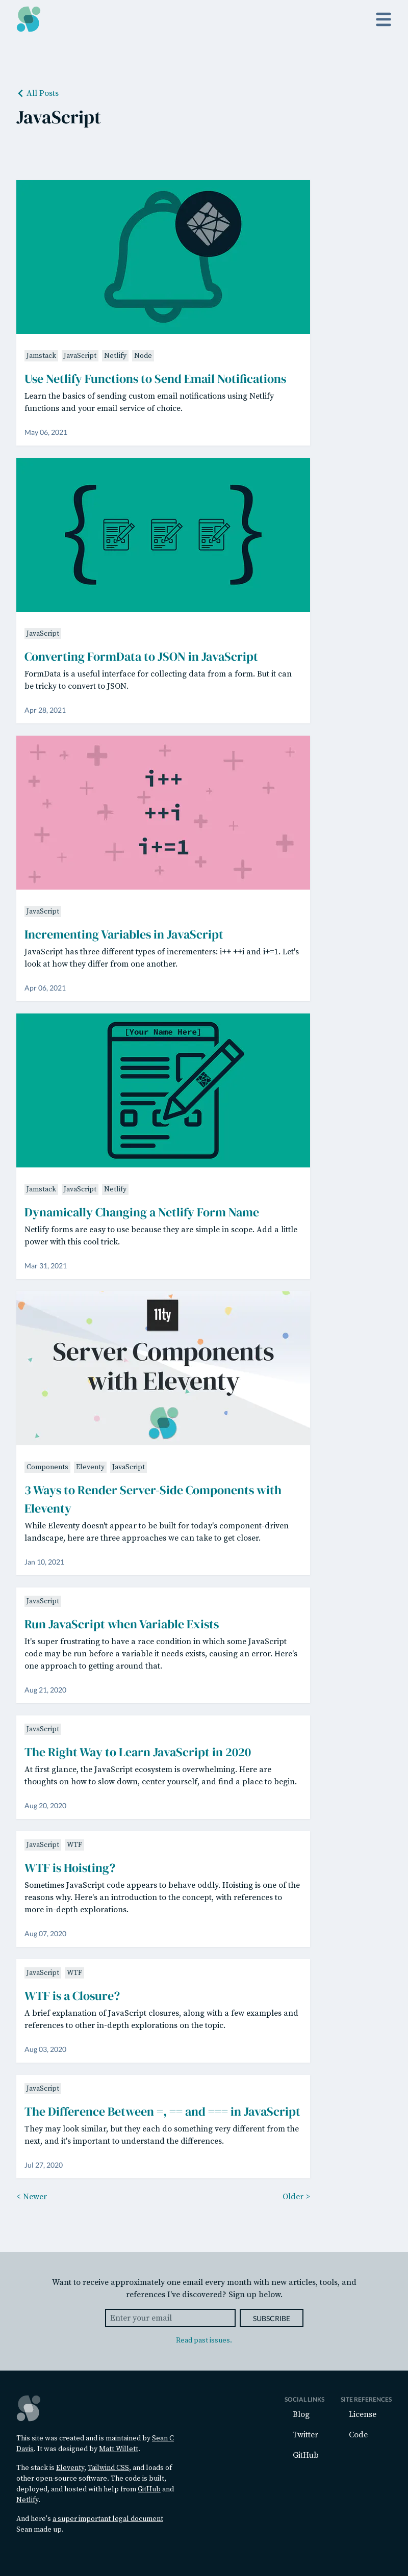 All Posts
JavaScript
Jamstack JavaScript Netlify Node
Use Netlify Functions to Send Email Notifications
Learn the basics of sending custom email notifications using Netlify
functions and your email service of choice.
May 06, 2021
{ }
JavaScript
Converting FormData to JSON in JavaScript
FormData is a useful interface for collecting data from a form. But it can
be tricky to convert to JSON.
Apr 28, 2021
i++
++i
i+=1
JavaScript
Incrementing Variables in JavaScript
JavaScript has three different types of incrementers: i++ ++i and i+=1. Let's
look at how they differ from one another.
Apr 06, 2021
[Your Name Here]
Jamstack JavaScript Netlify
Dynamically Changing a Netlify Form Name
Netlify forms are easy to use because they are simple in scope. Add a little
power with this cool trick.
Mar 31, 2021
11ty
Server Components
with Eleventy
Components Eleventy JavaScript
3 Ways to Render Server-Side Components with
Eleventy
While Eleventy doesn't appear to be built for today's component-driven
landscape, here are three approaches we can take to get closer.
Jan 10, 2021
JavaScript
Run JavaScript when Variable Exists
It's super frustrating to have a race condition in which some JavaScript
code may be run before a variable it needs exists, causing an error. Here's
one approach to getting around that.
Aug 21, 2020
JavaScript
The Right Way to Learn JavaScript in 2020
At first glance, the JavaScript ecosystem is overwhelming. Here are
thoughts on how to slow down, center yourself, and find a place to begin.
Aug 20, 2020
JavaScript WTF
WTF is Hoisting?
Sometimes JavaScript code appears to behave oddly. Hoisting is one of the
reasons why. Here's an introduction to the concept, with references to
more in-depth explorations.
Aug 07, 2020
JavaScript WTF
WTF is a Closure?
A brief explanation of JavaScript closures, along with a few examples and
references to other in-depth explorations on the topic.
Aug 03, 2020
JavaScript
The Difference Between =, == and === in JavaScript
They may look similar, but they each do something very different from the
next, and it's important to understand the differences.
Jul 27, 2020
< Newer
Older >
Want to receive approximately one email every month with new articles, tools, and
references I've discovered? Sign up below.
Enter your email
SUBSCRIBE
Read past issues.
This site was created and is maintained by Sean C
Davis. It was designed by Matt Willett.
The stack is Eleventy, Tailwind CSS, and loads of
other open-source software. The code is built,
deployed, and hosted with help from GitHub and
Netlify.
And here's a super important legal document
Sean made up.
SOCIAL LINKS
Blog
Twitter
GitHub
SITE REFERENCES
License
Code